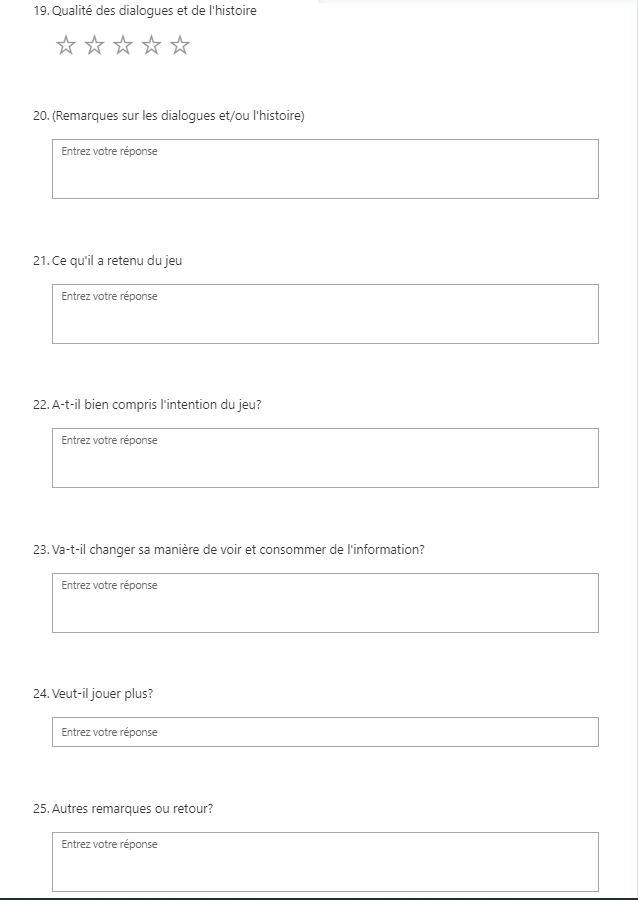 19. Qualité des dialogues et de l'histoire
20. (Remarques sur les dialogues et/ou l'histoire)
Entrez votre réponse
21. Ce qu'il a retenu du jeu
Entrez votre réponse
22. A-t-il bien compris l'intention du jeu?
Entrez votre réponse
23. Va-t-il changer sa manière de voir et consommer de l'information?
Entrez votre réponse
24. Veut-il jouer plus?
Entrez votre réponse
25. Autres remarques ou retour?
Entrez votre réponse